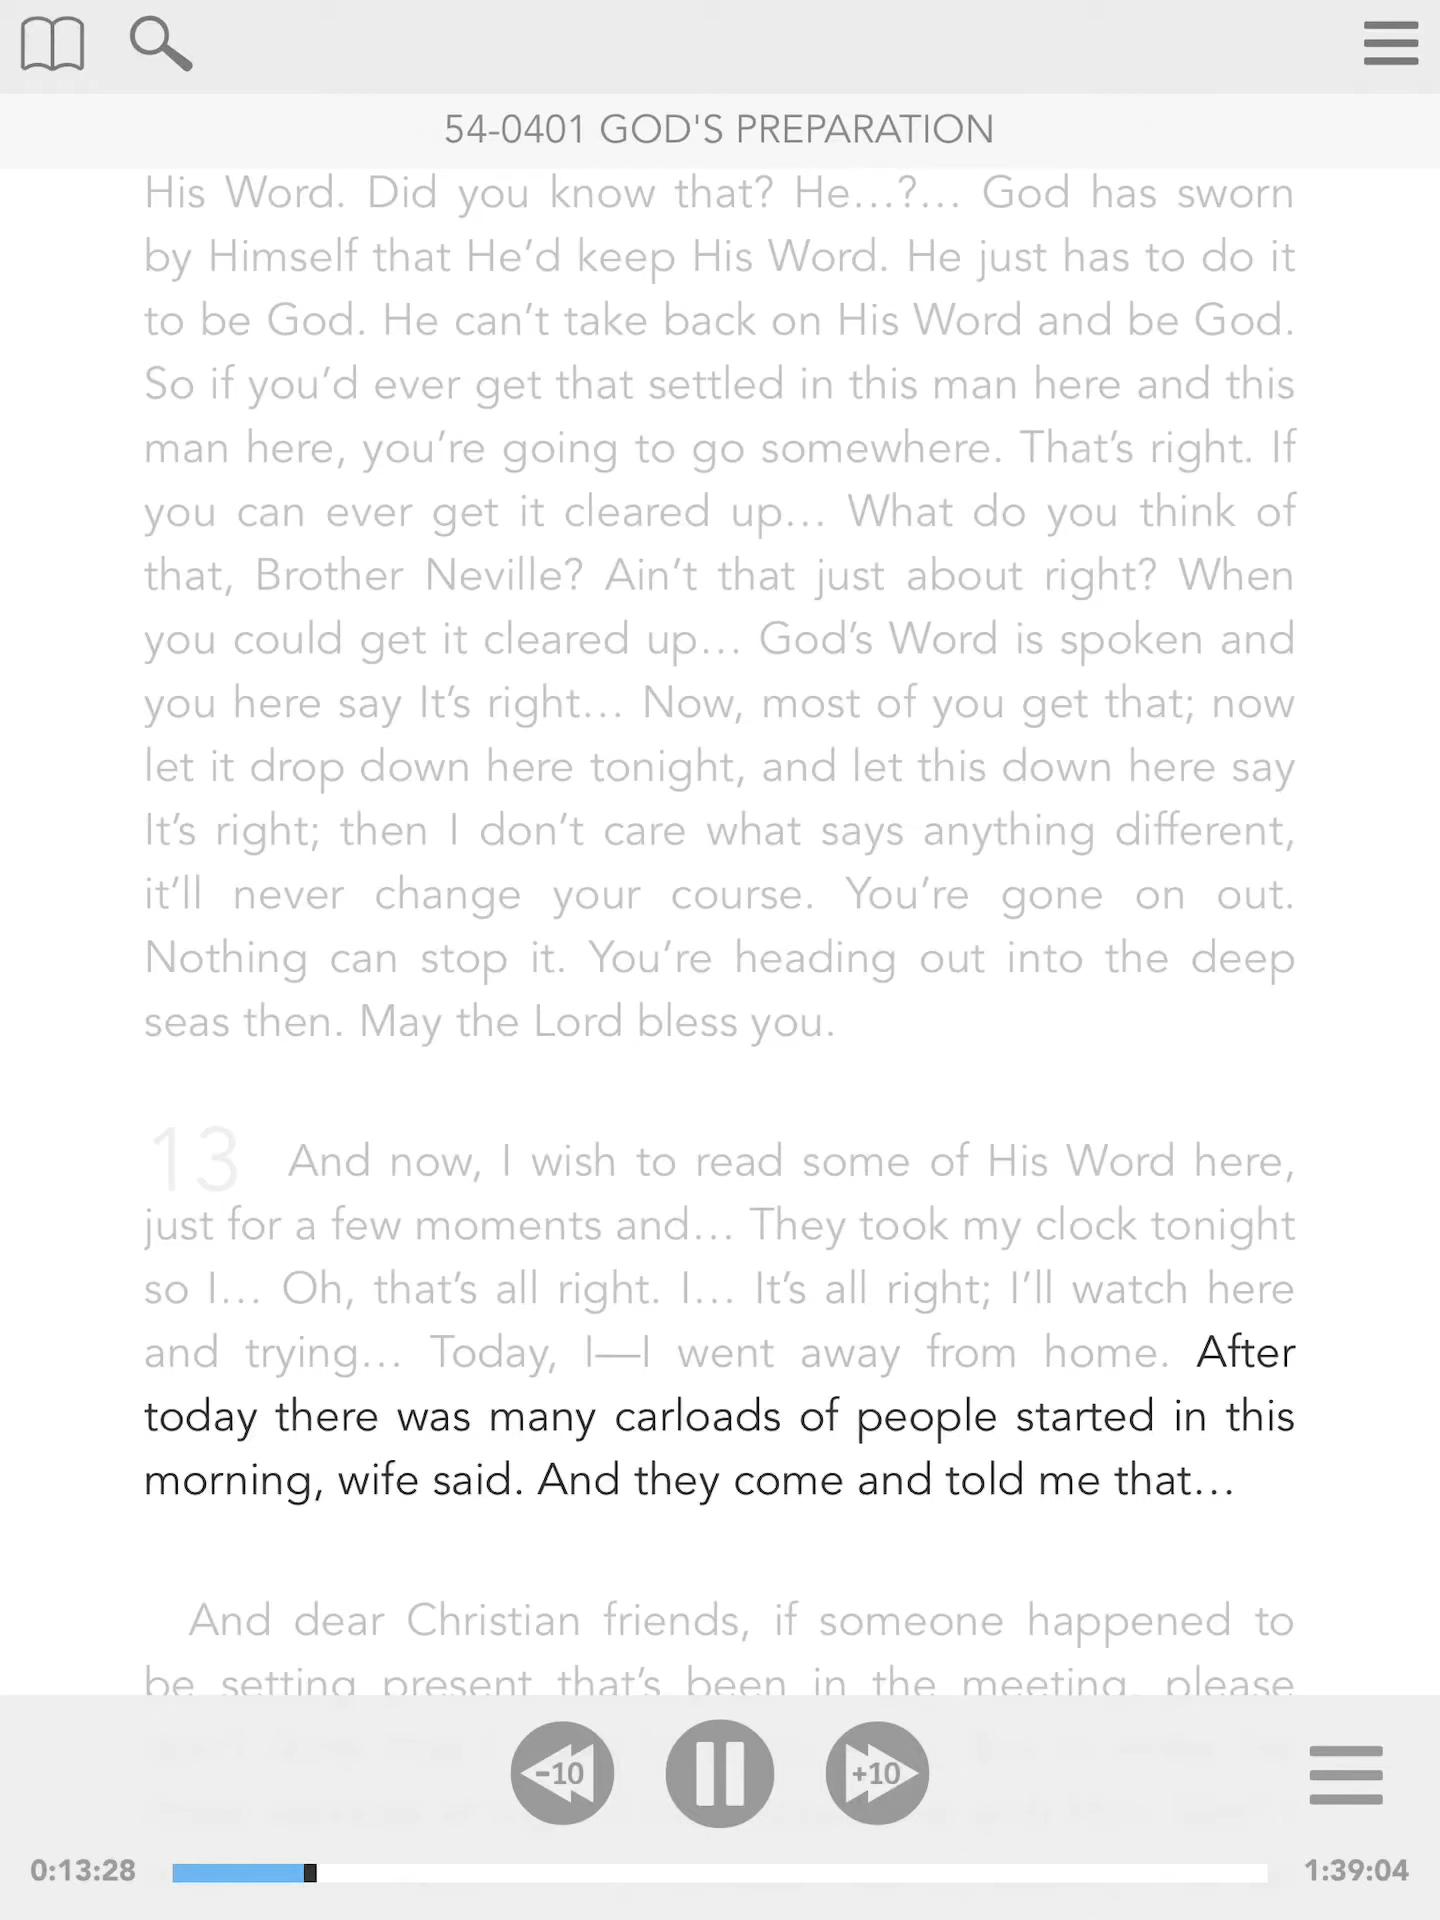 54-0401 GOD'S PREPARATION
His Word. Did you know that? He…?… God has sworn
by Himself that He’d keep His Word. He just has to do it
to be God. He can’t take back on His Word and be God.
So if you’d ever get that settled in this man here and this
man here, you’re going to go somewhere. That’s right. If
you can ever get it cleared up… What do you think of
that, Brother Neville? Ain’t that just about right? When
you could get it cleared up… God’s Word is spoken and
you here say It’s right… Now, most of you get that; now
let it drop down here tonight, and let this down here say
It’s right; then I don’t care what says anything different,
it’ll never change your course. You’re gone on out.
Nothing can stop it. You’re heading out into the deep
seas then. May the Lord bless you.
13 And now, I wish to read some of His Word here,
just for a few moments and… They took my clock tonight
so I… Oh, that’s all right. I… It’s all right; I’ll watch here
and trying… Today, I—I went away from home. After
today there was many carloads of people started in this
morning, wife said. And they come and told me that…
And dear Christian friends, if someone happened to
be setting present that’s been in the meeting, please
-10 +10
0:13:28 1:39:04